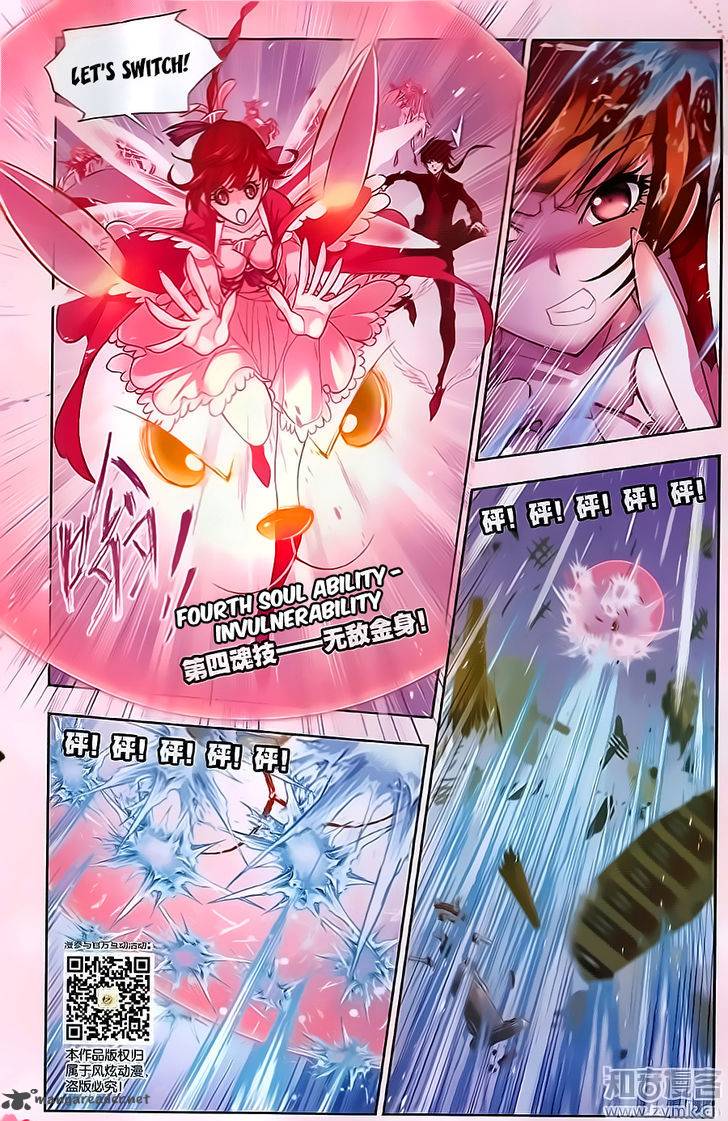 LET'S SWITCH!
FOURTH SOUL ABILITY -
INVULNERABILITY
第四魂技——无敌金身！
砰！砰！砰！砰！砰！
砰！砰！砰！砰！砰！
本作品版权归
属于风炫动漫，
盗版必究！
mangareader.net
知音漫客
www.zymk.cn